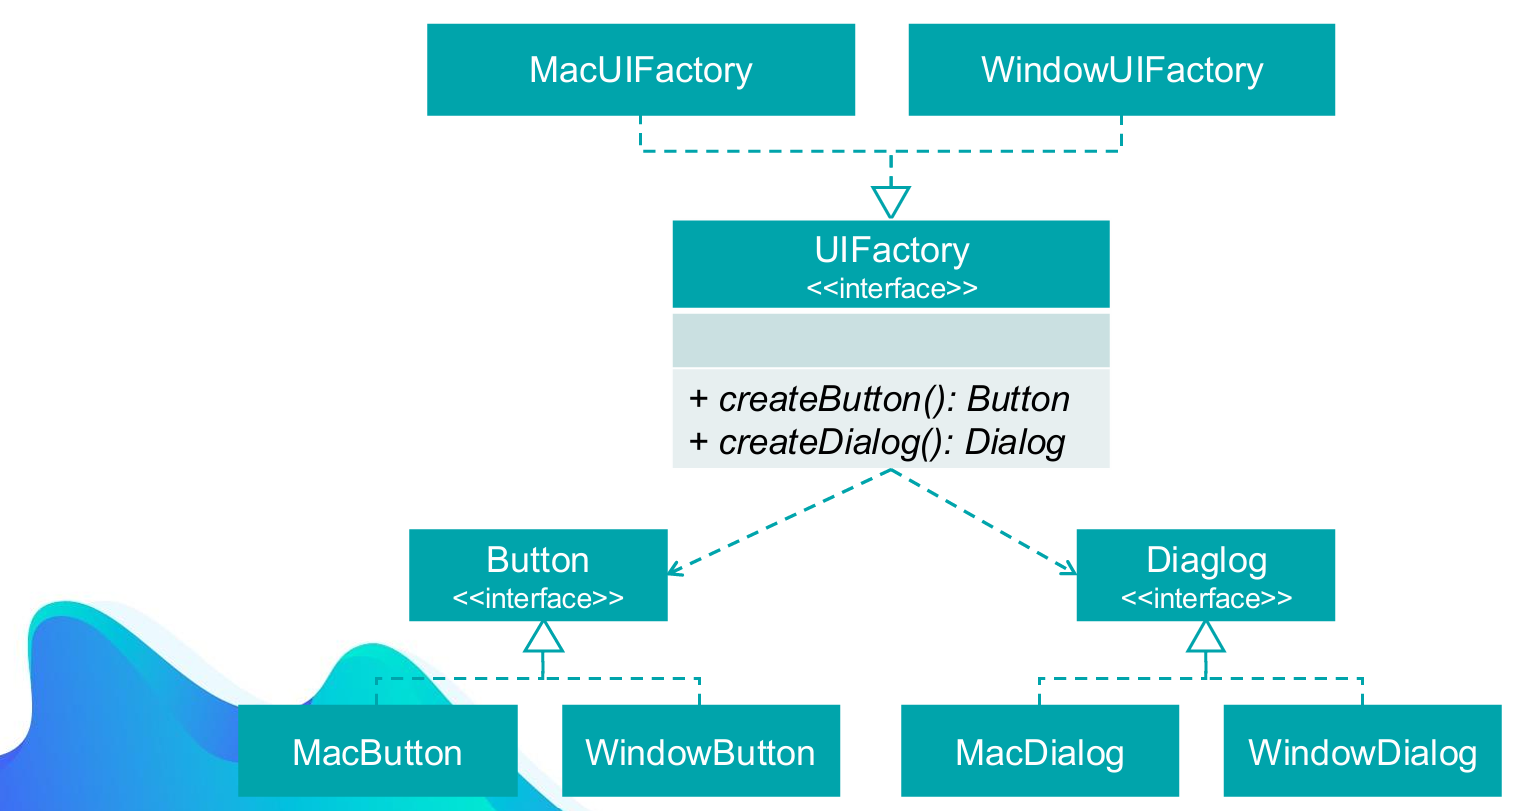 MacUIFactory
WindowUIFactory
UIFactory
<<interface>>
+ createButton(): Button
+ createDialog(): Dialog
Button
<<interface>>
Diaglog
<<interface>>
MacButton
WindowButton
MacDialog
WindowDialog